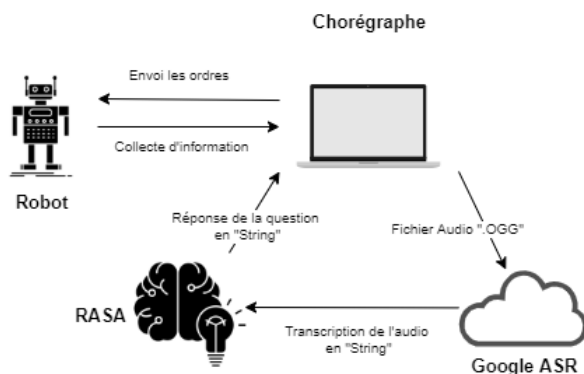 Chorégraphe
Envoi les ordres
Collecte d'information
Robot
Réponse de la question
en "String"
Fichier Audio ".OGG"
RASA
Transcription de l'audio
en "String"
Google ASR